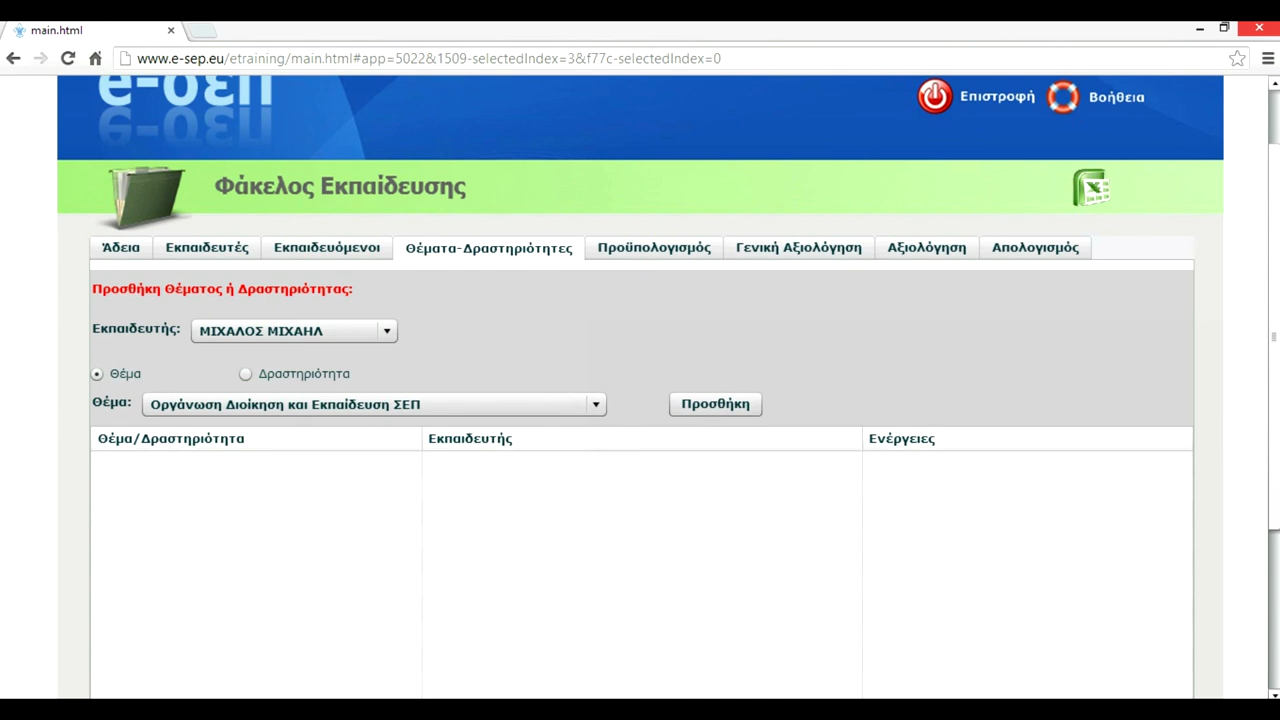 main.html
www.e-sep.eu/etraining/main.html#app=5022&1509-selectedIndex=3&f77c-selectedIndex=0
e-σεπ
Επιστροφή Βοήθεια
Φάκελος Εκπαίδευσης
Άδεια Εκπαιδευτές Εκπαιδευόμενοι Θέματα-Δραστηριότητες Προϋπολογισμός Γενική Αξιολόγηση Αξιολόγηση Απολογισμός
Προσθήκη Θέματος ή Δραστηριότητας:
Εκπαιδευτής: ΜΙΧΑΛΟΣ ΜΙΧΑΗΛ
Θέμα Δραστηριότητα
Θέμα: Οργάνωση Διοίκηση και Εκπαίδευση ΣΕΠ Προσθήκη
Θέμα/Δραστηριότητα Εκπαιδευτής Ενέργειες